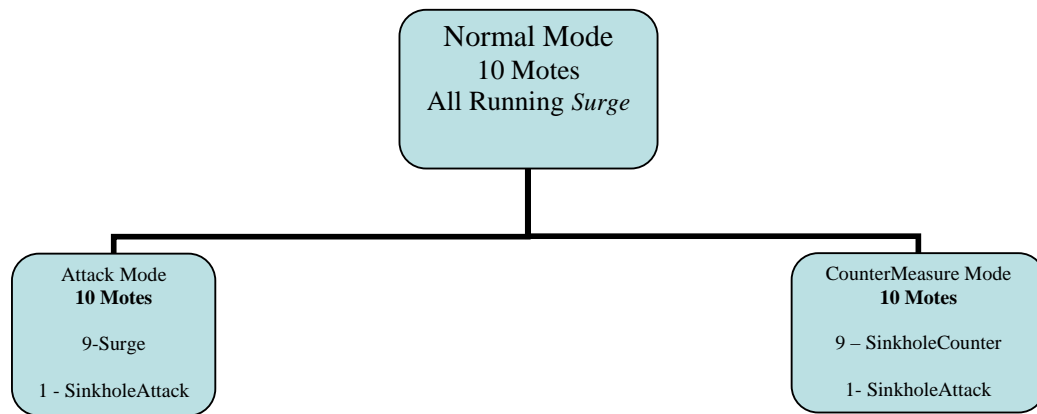 Normal Mode
10 Motes
All Running Surge
Attack Mode
10 Motes
9-Surge
1 - SinkholeAttack
CounterMeasure Mode
10 Motes
9 – SinkholeCounter
1- SinkholeAttack